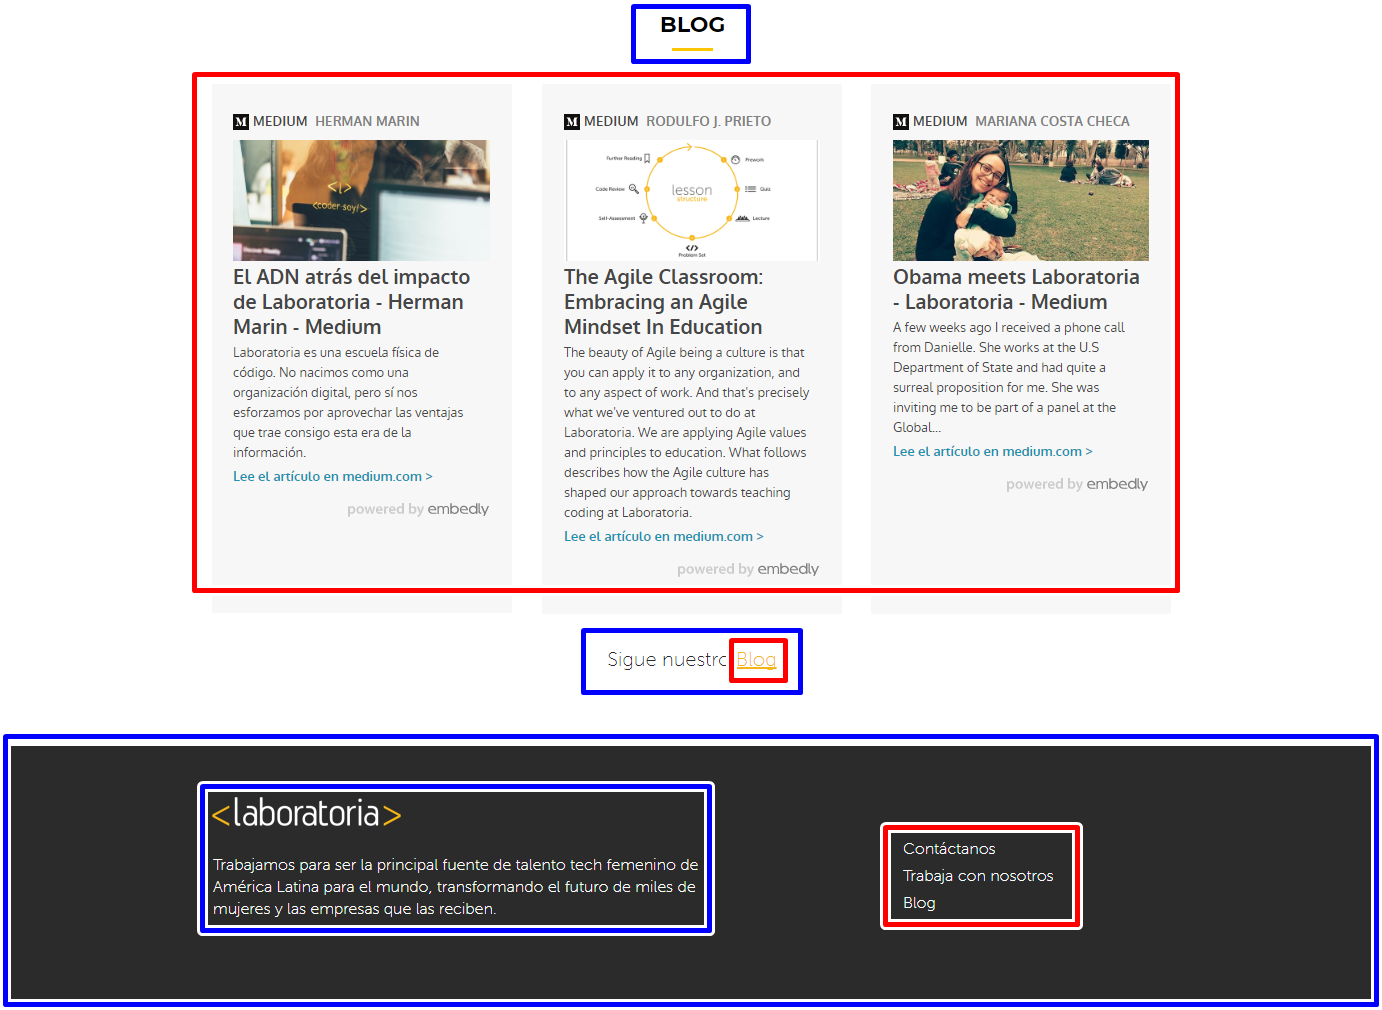 BLOG
M MEDIUM HERMAN MARIN
</>
<coder soy/>
El ADN atrás del impacto
de Laboratoria - Herman
Marin - Medium
Laboratoria es una escuela física de
código. No nacimos como una
organización digital, pero sí nos
esforzamos por aprovechar las ventajas
que trae consigo esta era de la
información.
Lee el artículo en medium.com >
powered by embedly
M MEDIUM RODULFO J. PRIETO
Further Reading
Prework
Code Review
lesson
structure
Quiz
Self-Assessment
Lecture
</>
Problem Set
The Agile Classroom:
Embracing an Agile
Mindset In Education
The beauty of Agile being a culture is that
you can apply it to any organization, and
to any aspect of work. And that's precisely
what we've ventured out to do at
Laboratoria. We are applying Agile values
and principles to education. What follows
describes how the Agile culture has
shaped our approach towards teaching
coding at Laboratoria.
Lee el artículo en medium.com >
powered by embedly
M MEDIUM MARIANA COSTA CHECA
Obama meets Laboratoria
- Laboratoria - Medium
A few weeks ago I received a phone call
from Danielle. She works at the U.S
Department of State and had quite a
surreal proposition for me. She was
inviting me to be part of a panel at the
Global...
Lee el artículo en medium.com >
powered by embedly
Sigue nuestro Blog
<laboratoria>
Trabajamos para ser la principal fuente de talento tech femenino de
América Latina para el mundo, transformando el futuro de miles de
mujeres y las empresas que las reciben.
Contáctanos
Trabaja con nosotros
Blog